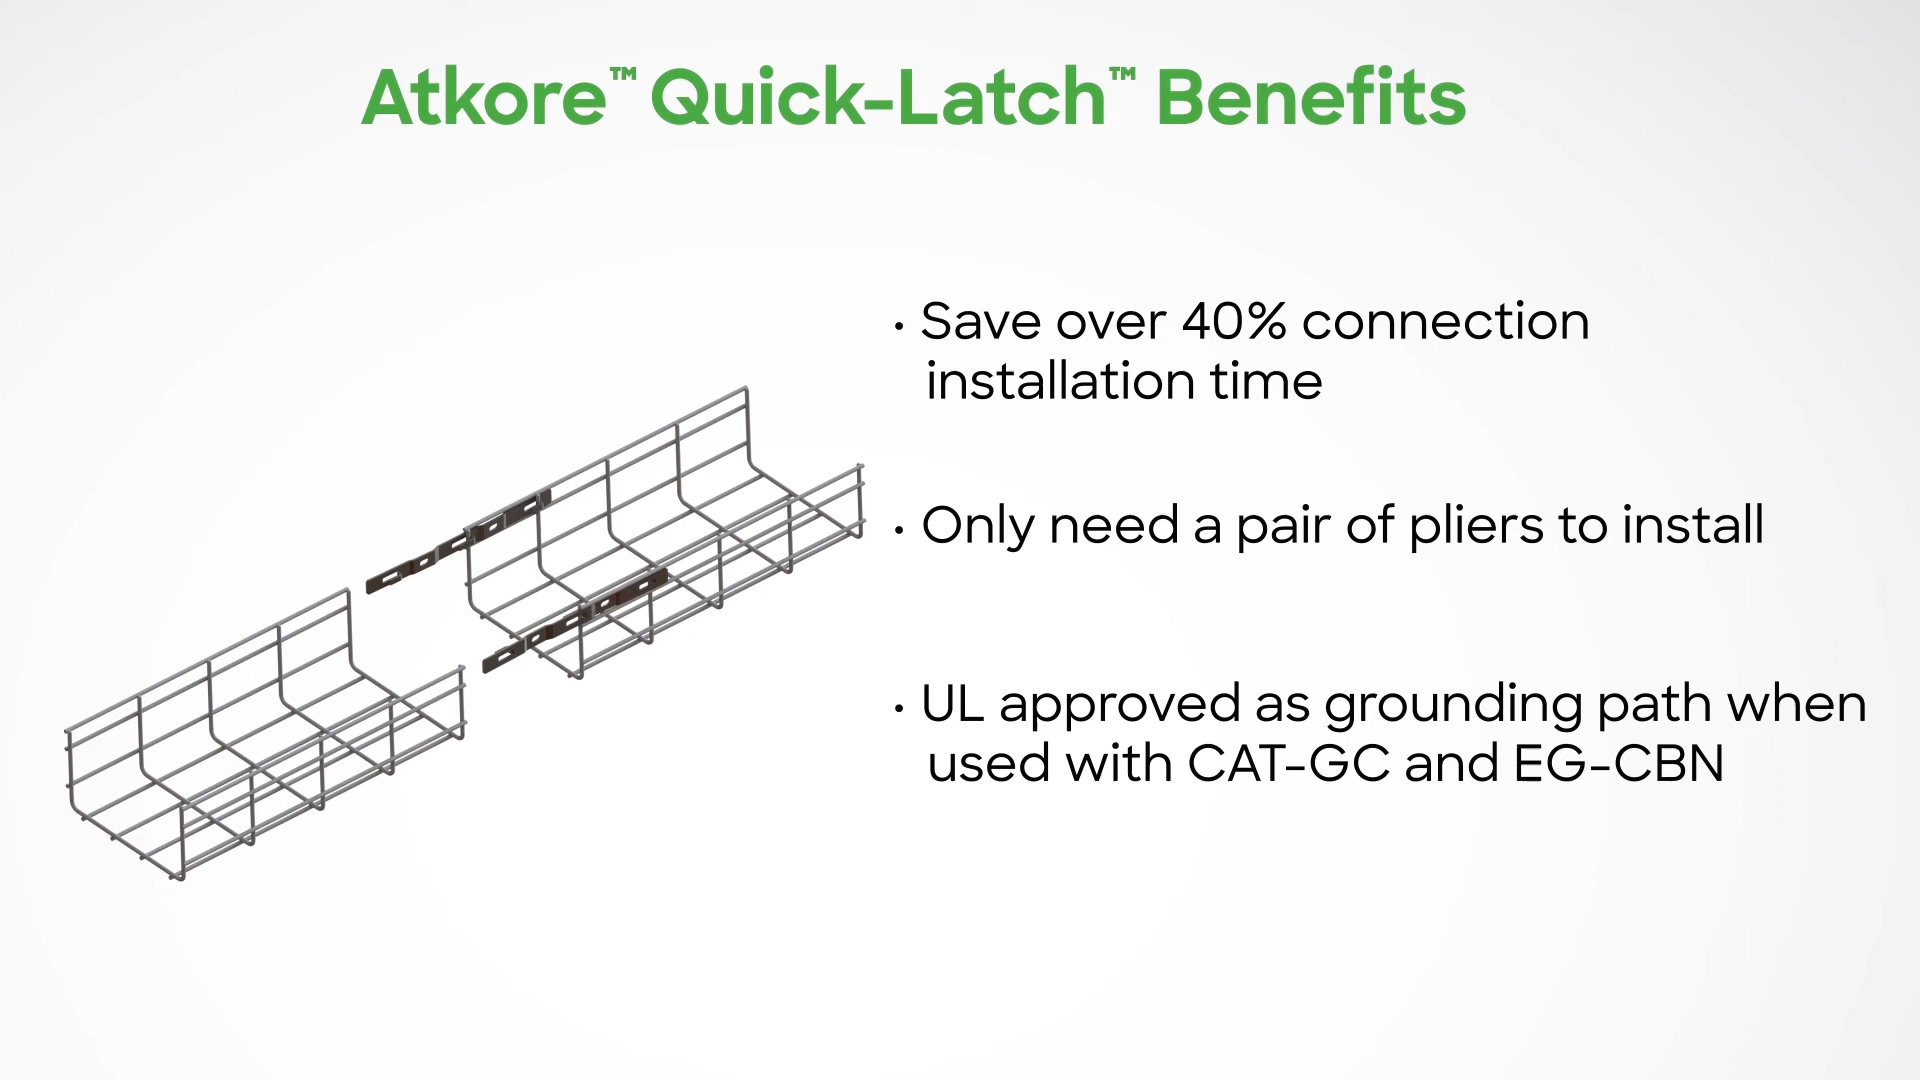 Atkore™ Quick-Latch™ Benefits
• Save over 40% connection
installation time
• Only need a pair of pliers to install
• UL approved as grounding path when
used with CAT-GC and EG-CBN